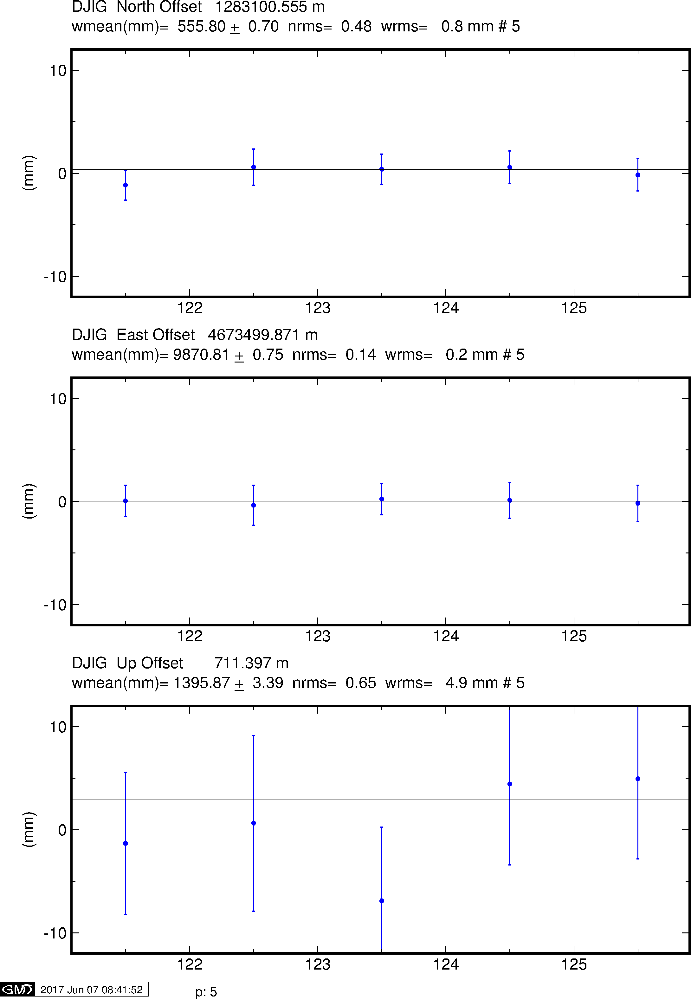 DJIG North Offset 1283100.555 m
wmean(mm)= 555.80 ± 0.70 nrms= 0.48 wrms= 0.8 mm # 5
10
0
-10
(mm)
122 123 124 125
DJIG East Offset 4673499.871 m
wmean(mm)= 9870.81 ± 0.75 nrms= 0.14 wrms= 0.2 mm # 5
10
0
-10
(mm)
122 123 124 125
DJIG Up Offset 711.397 m
wmean(mm)= 1395.87 ± 3.39 nrms= 0.65 wrms= 4.9 mm # 5
10
0
-10
(mm)
122 123 124 125
GMT 2017 Jun 07 08:41:52
p: 5